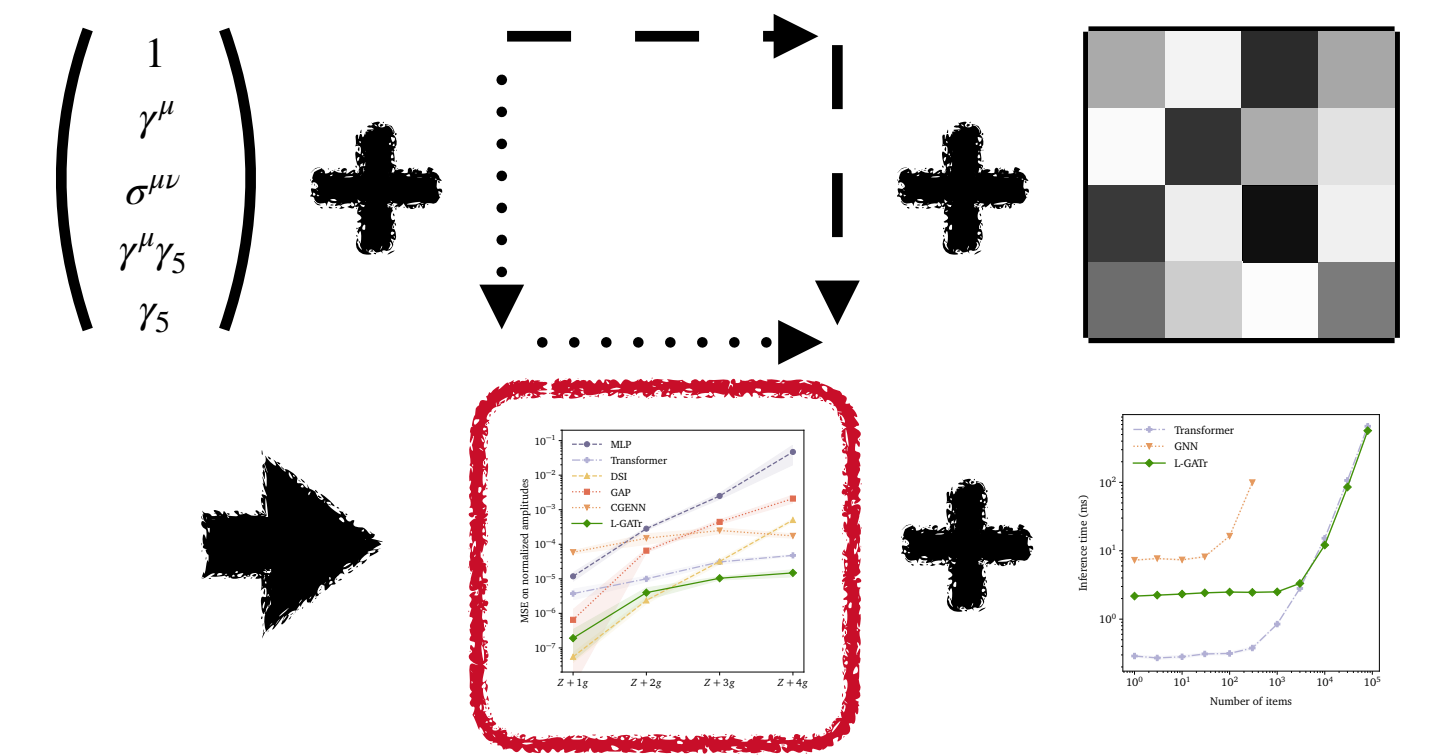 1
γ^μ
σ^{μν}
γ^μγ_5
γ_5
MSE on normalized amplitudes
10^{-1}
10^{-2}
10^{-3}
10^{-4}
10^{-5}
10^{-6}
10^{-7}
MLP
Transformer
DSI
GAP
CGENN
L-GATr
Z + 1g
Z + 2g
Z + 3g
Z + 4g
Inference time (ms)
10^2
10^1
10^0
Transformer
GNN
L-GATr
10^0
10^1
10^2
10^3
10^4
10^5
Number of items